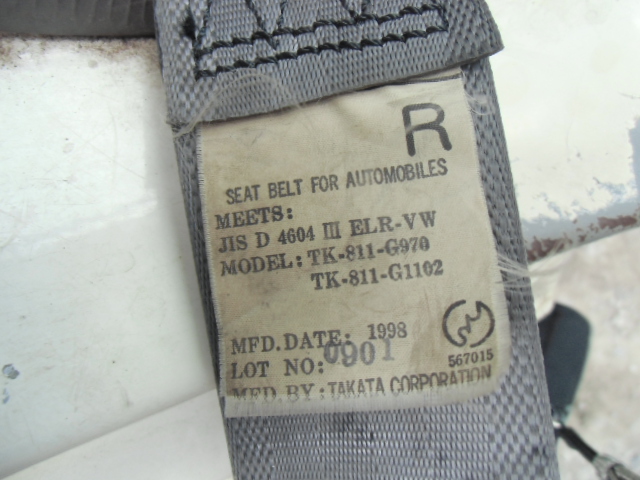 R
SEAT BELT FOR AUTOMOBILES
MEETS:
JIS D 4604 III ELR-VW
MODEL: TK-811-G970
TK-811-G1102
MFD.DATE: 1998
LOT NO: 0901
567015
MFD.BY: TAKATA CORPORATION